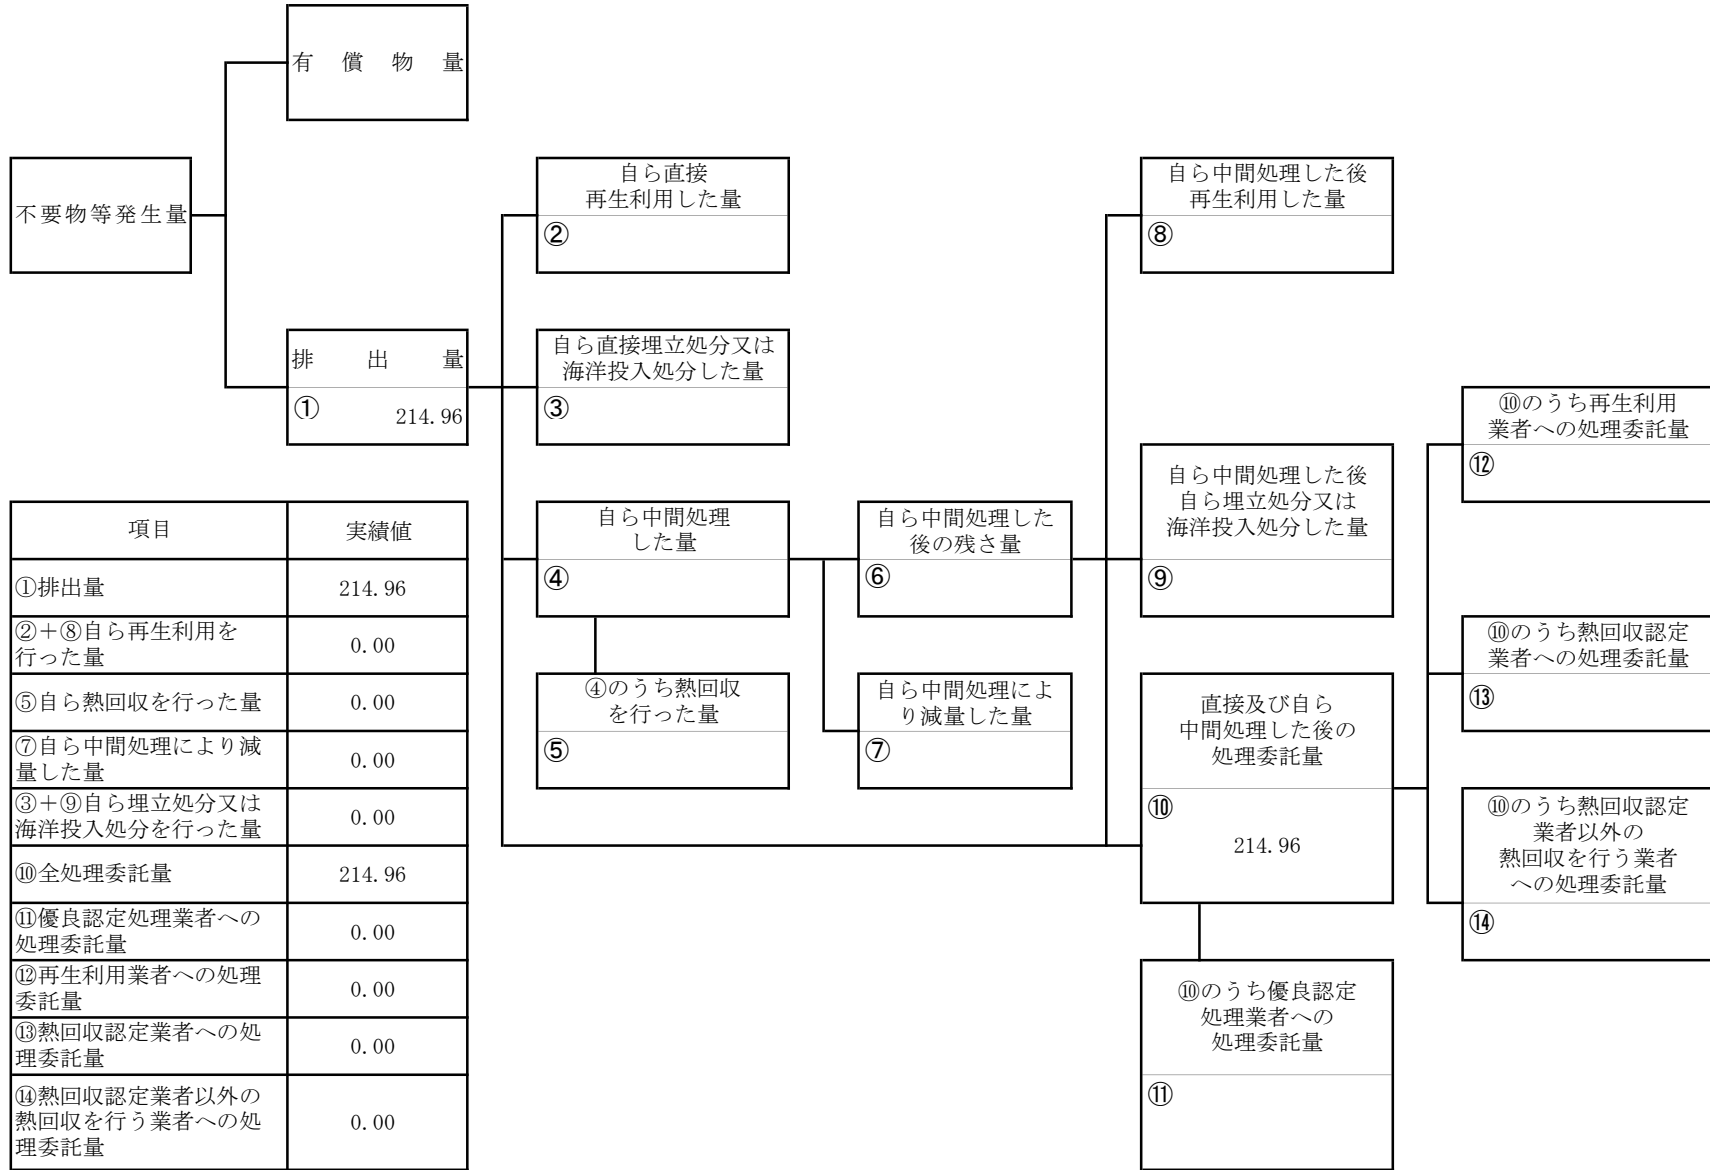 有償物量
不要物等発生量
排出量
①
214.96
自ら直接
再生利用した量
②
自ら直接埋立処分又は
海洋投入処分した量
③
自ら中間処理
した量
④
④のうち熱回収
を行った量
⑤
自ら中間処理した
後の残さ量
⑥
自ら中間処理によ
り減量した量
⑦
自ら中間処理した後
再生利用した量
⑧
自ら中間処理した後
自ら埋立処分又は
海洋投入処分した量
⑨
直接及び自ら
中間処理した後の
処理委託量
⑩
214.96
⑩のうち優良認定
処理業者への
処理委託量
⑪
⑩のうち再生利用
業者への処理委託量
⑫
⑩のうち熱回収認定
業者への処理委託量
⑬
⑩のうち熱回収認定
業者以外の
熱回収を行う業者
への処理委託量
⑭
項目 実績値
①排出量 214.96
②+⑧自ら再生利用を
行った量 0.00
⑤自ら熱回収を行った量 0.00
⑦自ら中間処理により減
量した量 0.00
③+⑨自ら埋立処分又は
海洋投入処分を行った量 0.00
⑩全処理委託量 214.96
⑪優良認定処理業者への
処理委託量 0.00
⑫再生利用業者への処理
委託量 0.00
⑬熱回収認定業者への処
理委託量 0.00
⑭熱回収認定業者以外の
熱回収を行う業者への処
理委託量 0.00